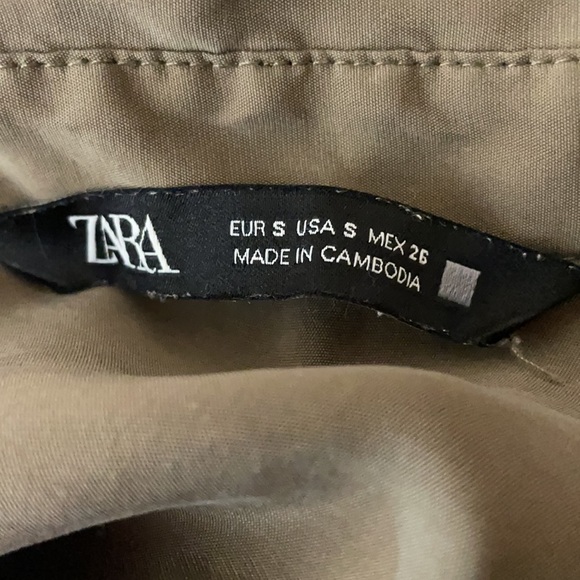 ZARA
EUR S USA S MEX 26
MADE IN CAMBODIA